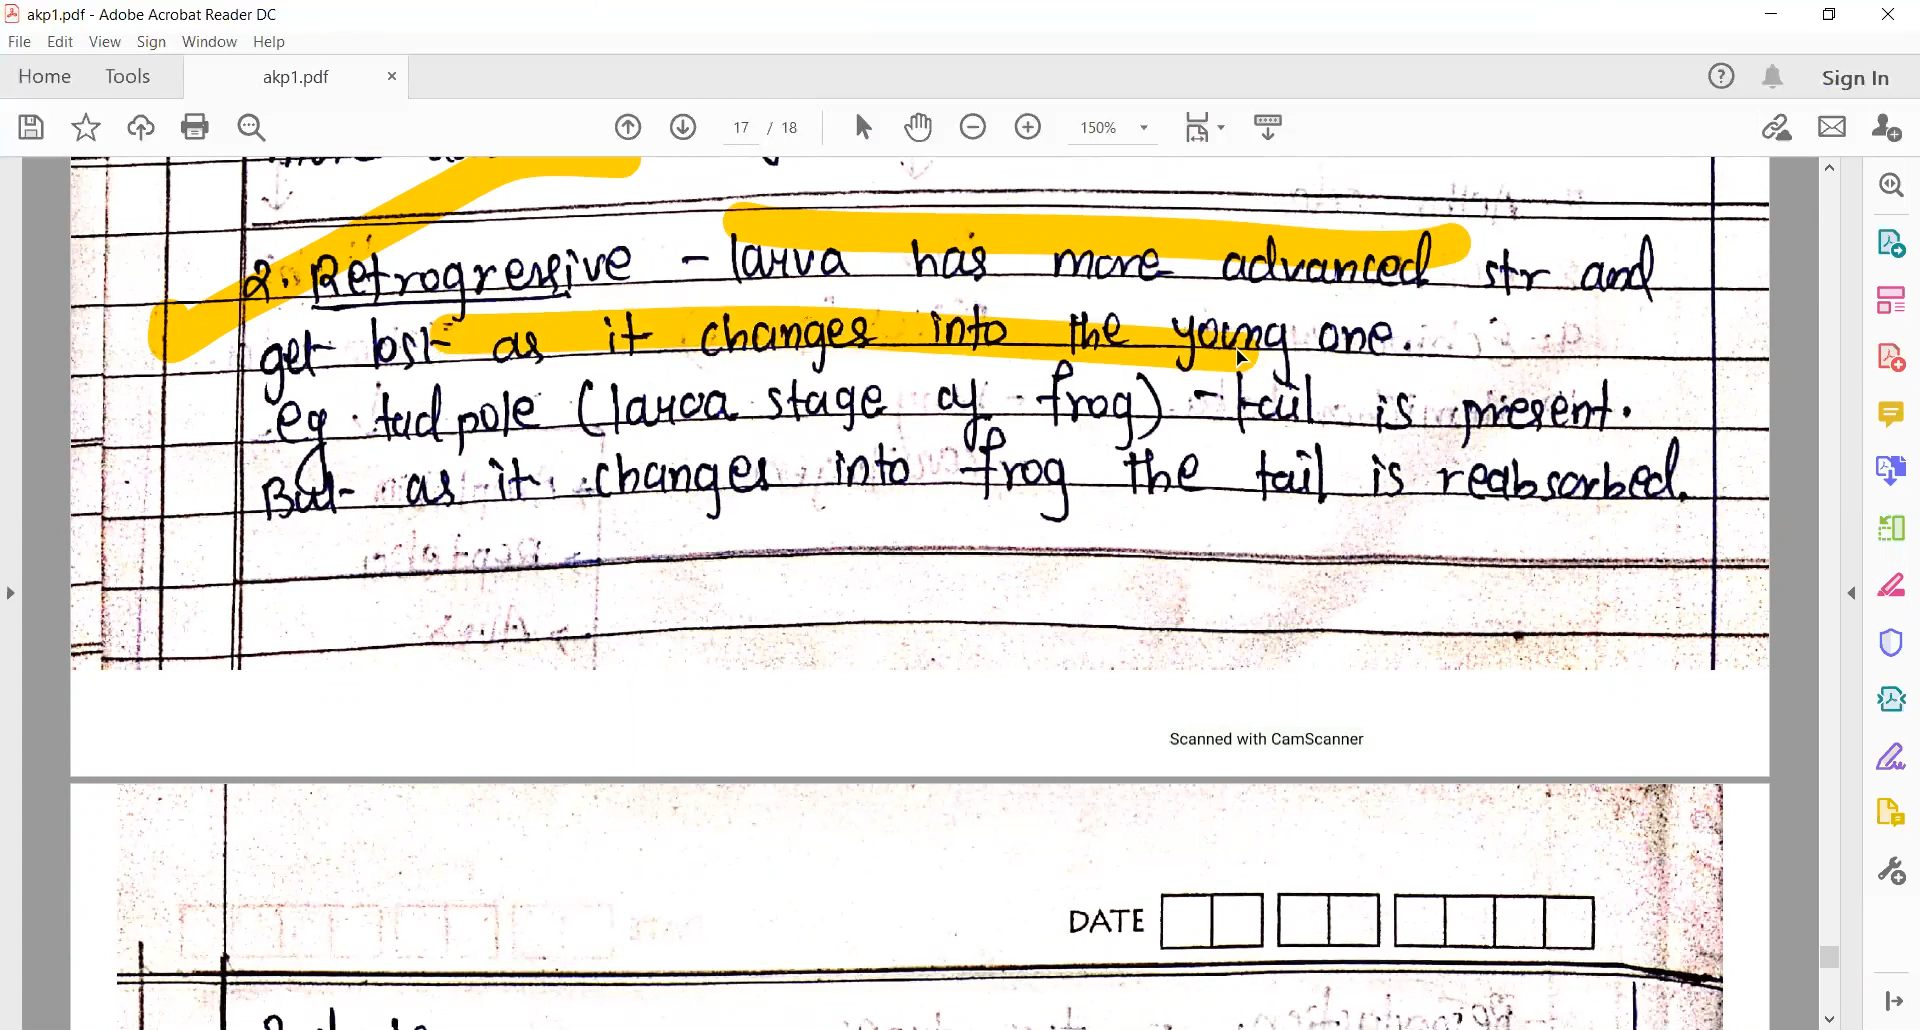 akp1.pdf - Adobe Acrobat Reader DC
File Edit View Sign Window Help
Home Tools akp1.pdf × Sign In
17 / 18 150%
2. Retrogressive - larva has more advanced str and
get lost as it changes into the young one.
eg. tadpole (larva stage of frog) - tail is present.
But as it changes into frog the tail is reabsorbed.
Scanned with CamScanner
DATE